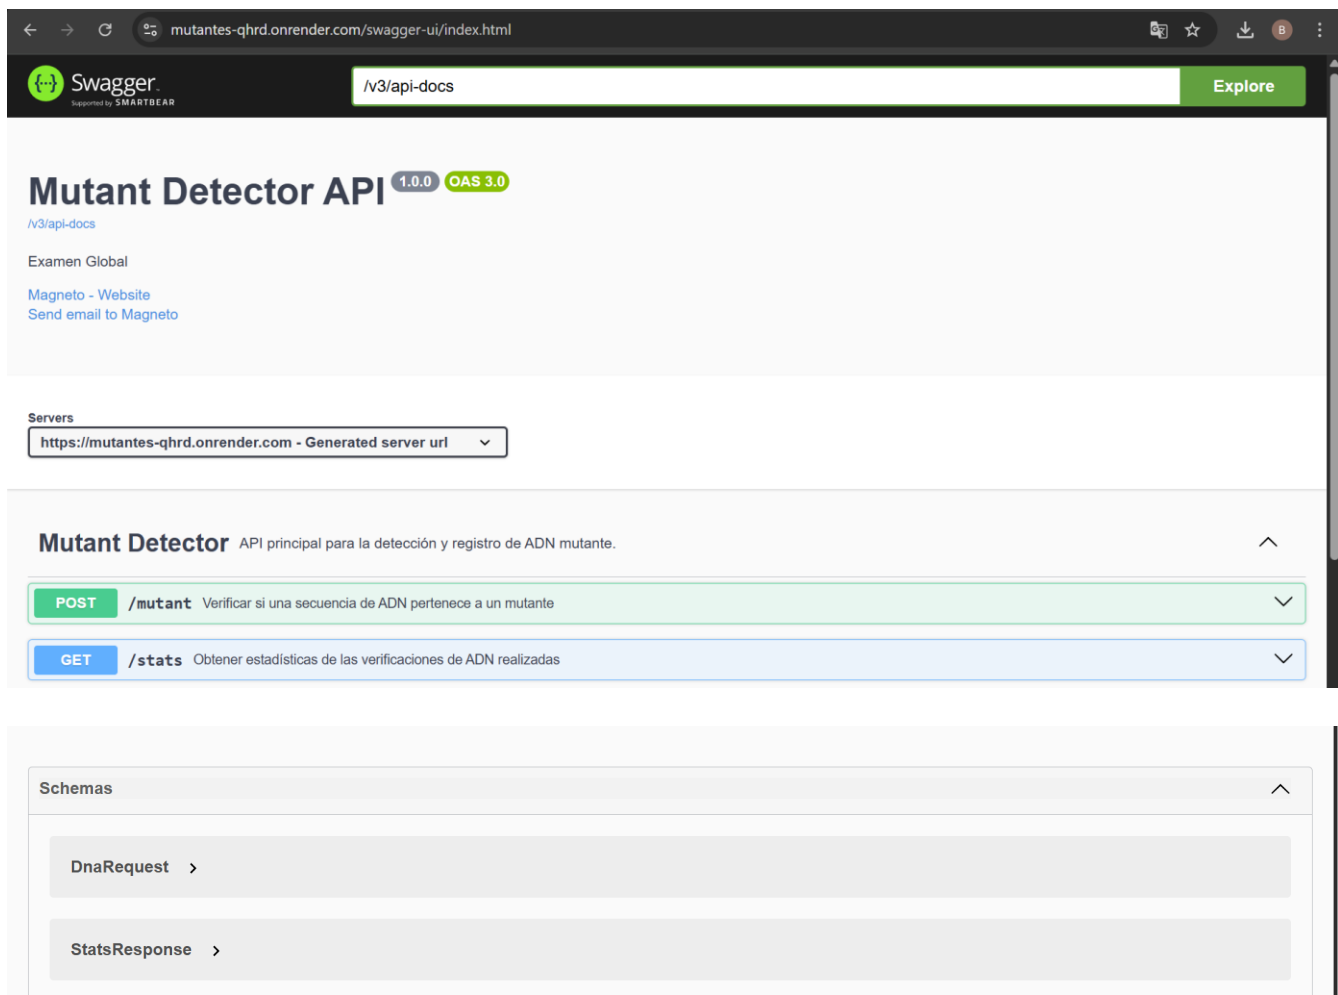 mutantes-qhrd.onrender.com/swagger-ui/index.html
B
{···} Swagger.
Supported by SMARTBEAR
/v3/api-docs
Explore
Mutant Detector API 1.0.0 OAS 3.0
/v3/api-docs
Examen Global
Magneto - Website
Send email to Magneto
Servers
https://mutantes-qhrd.onrender.com - Generated server url
Mutant Detector API principal para la detección y registro de ADN mutante.
POST /mutant Verificar si una secuencia de ADN pertenece a un mutante
GET /stats Obtener estadísticas de las verificaciones de ADN realizadas
Schemas
DnaRequest
StatsResponse